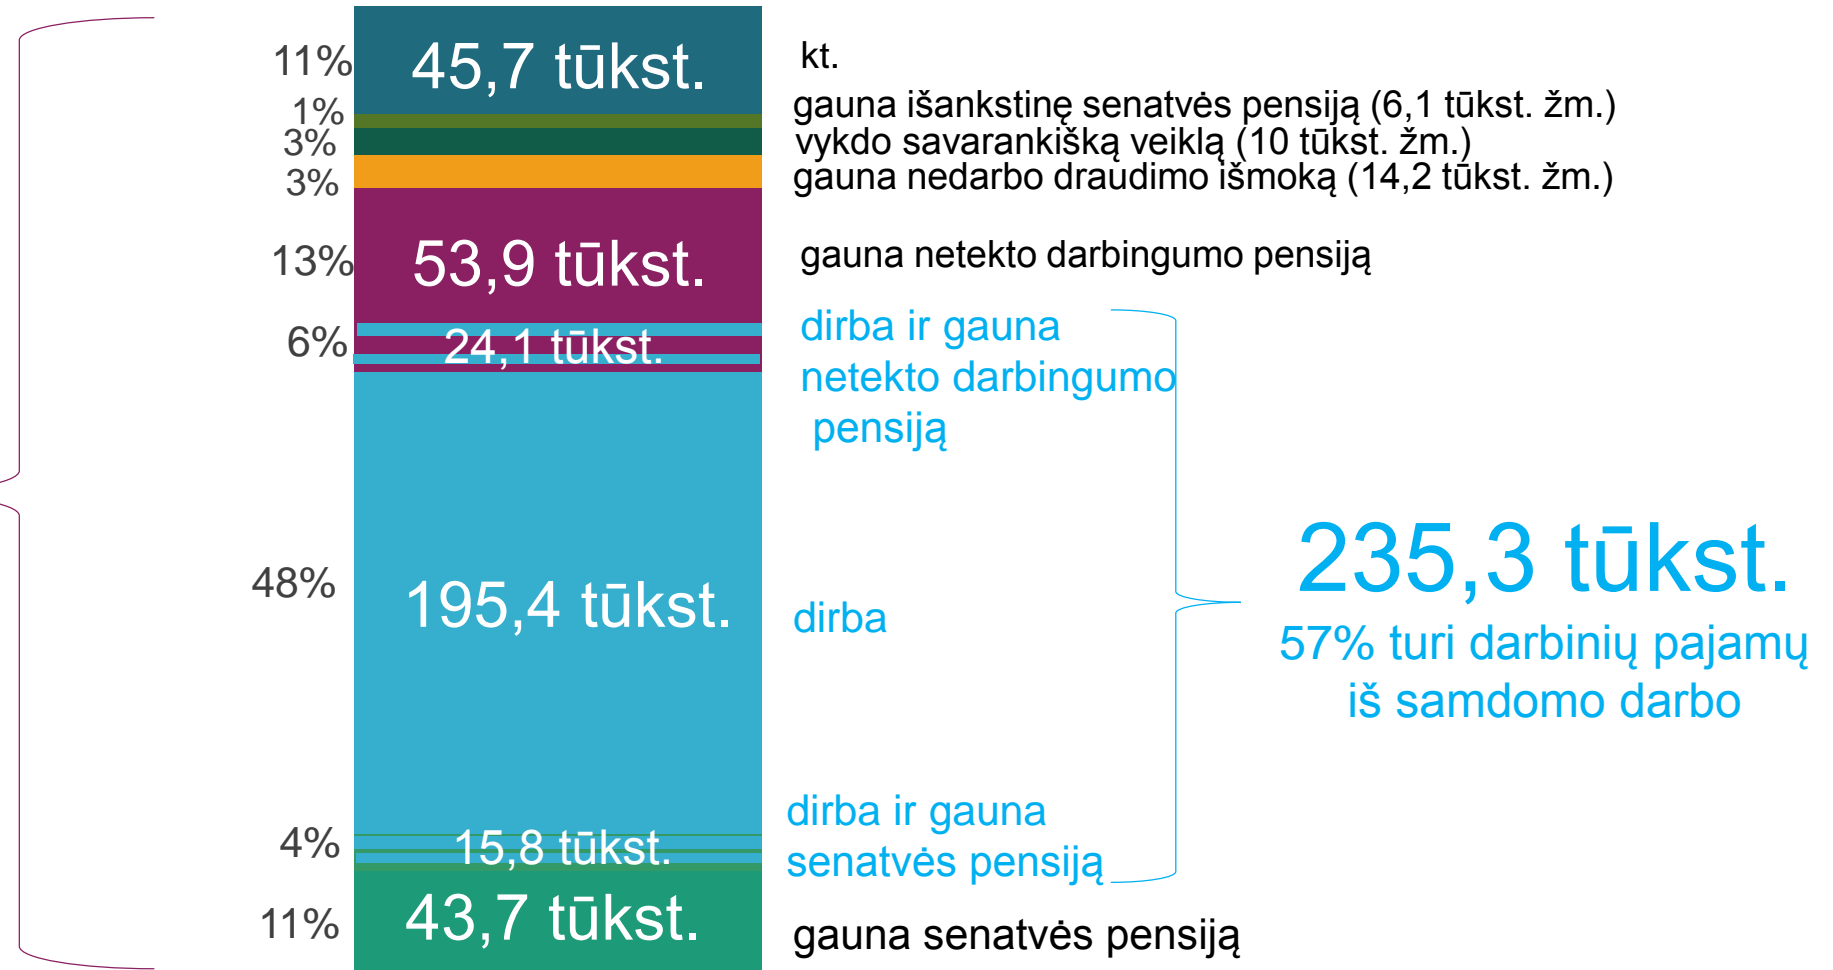 11%
45,7 tūkst.
kt.
1%
gauna išankstinę senatvės pensiją (6,1 tūkst. žm.)
3%
vykdo savarankišką veiklą (10 tūkst. žm.)
3%
gauna nedarbo draudimo išmoką (14,2 tūkst. žm.)
13%
53,9 tūkst.
gauna netekto darbingumo pensiją
6%
24,1 tūkst.
dirba ir gauna
netekto darbingumo
pensiją
48%
195,4 tūkst.
dirba
235,3 tūkst.
57% turi darbinių pajamų
iš samdomo darbo
4%
15,8 tūkst.
dirba ir gauna
senatvės pensiją
11%
43,7 tūkst.
gauna senatvės pensiją